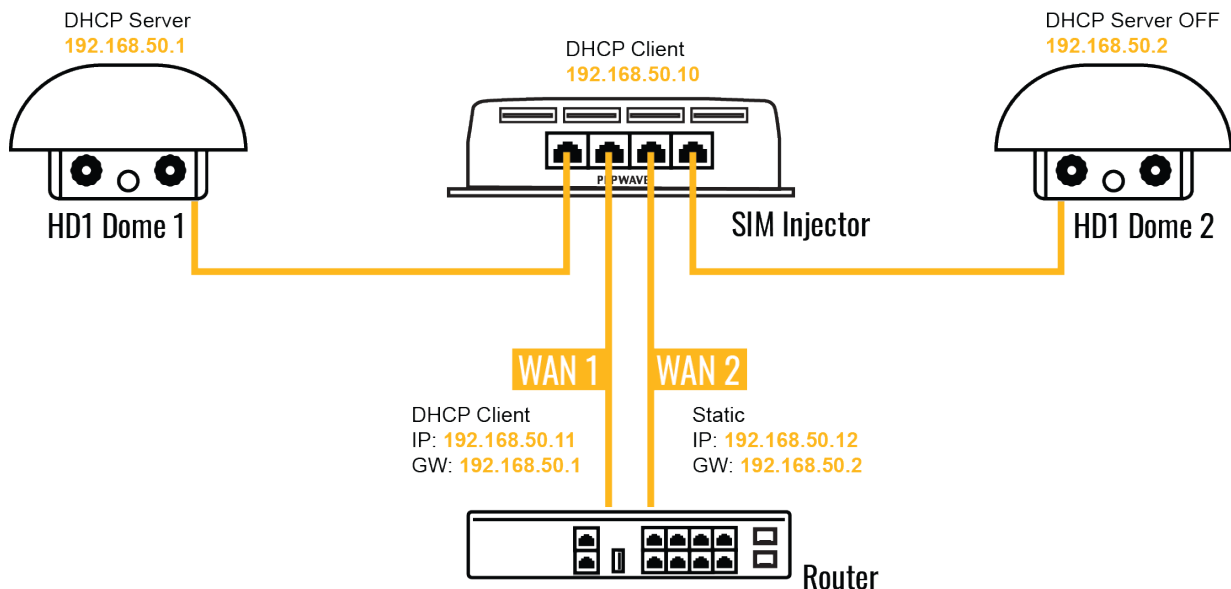 DHCP Server
192.168.50.1
HD1 Dome 1
DHCP Client
192.168.50.10
PEPWAVE
SIM Injector
DHCP Server OFF
192.168.50.2
HD1 Dome 2
WAN 1
DHCP Client
IP: 192.168.50.11
GW: 192.168.50.1
WAN 2
Static
IP: 192.168.50.12
GW: 192.168.50.2
Router